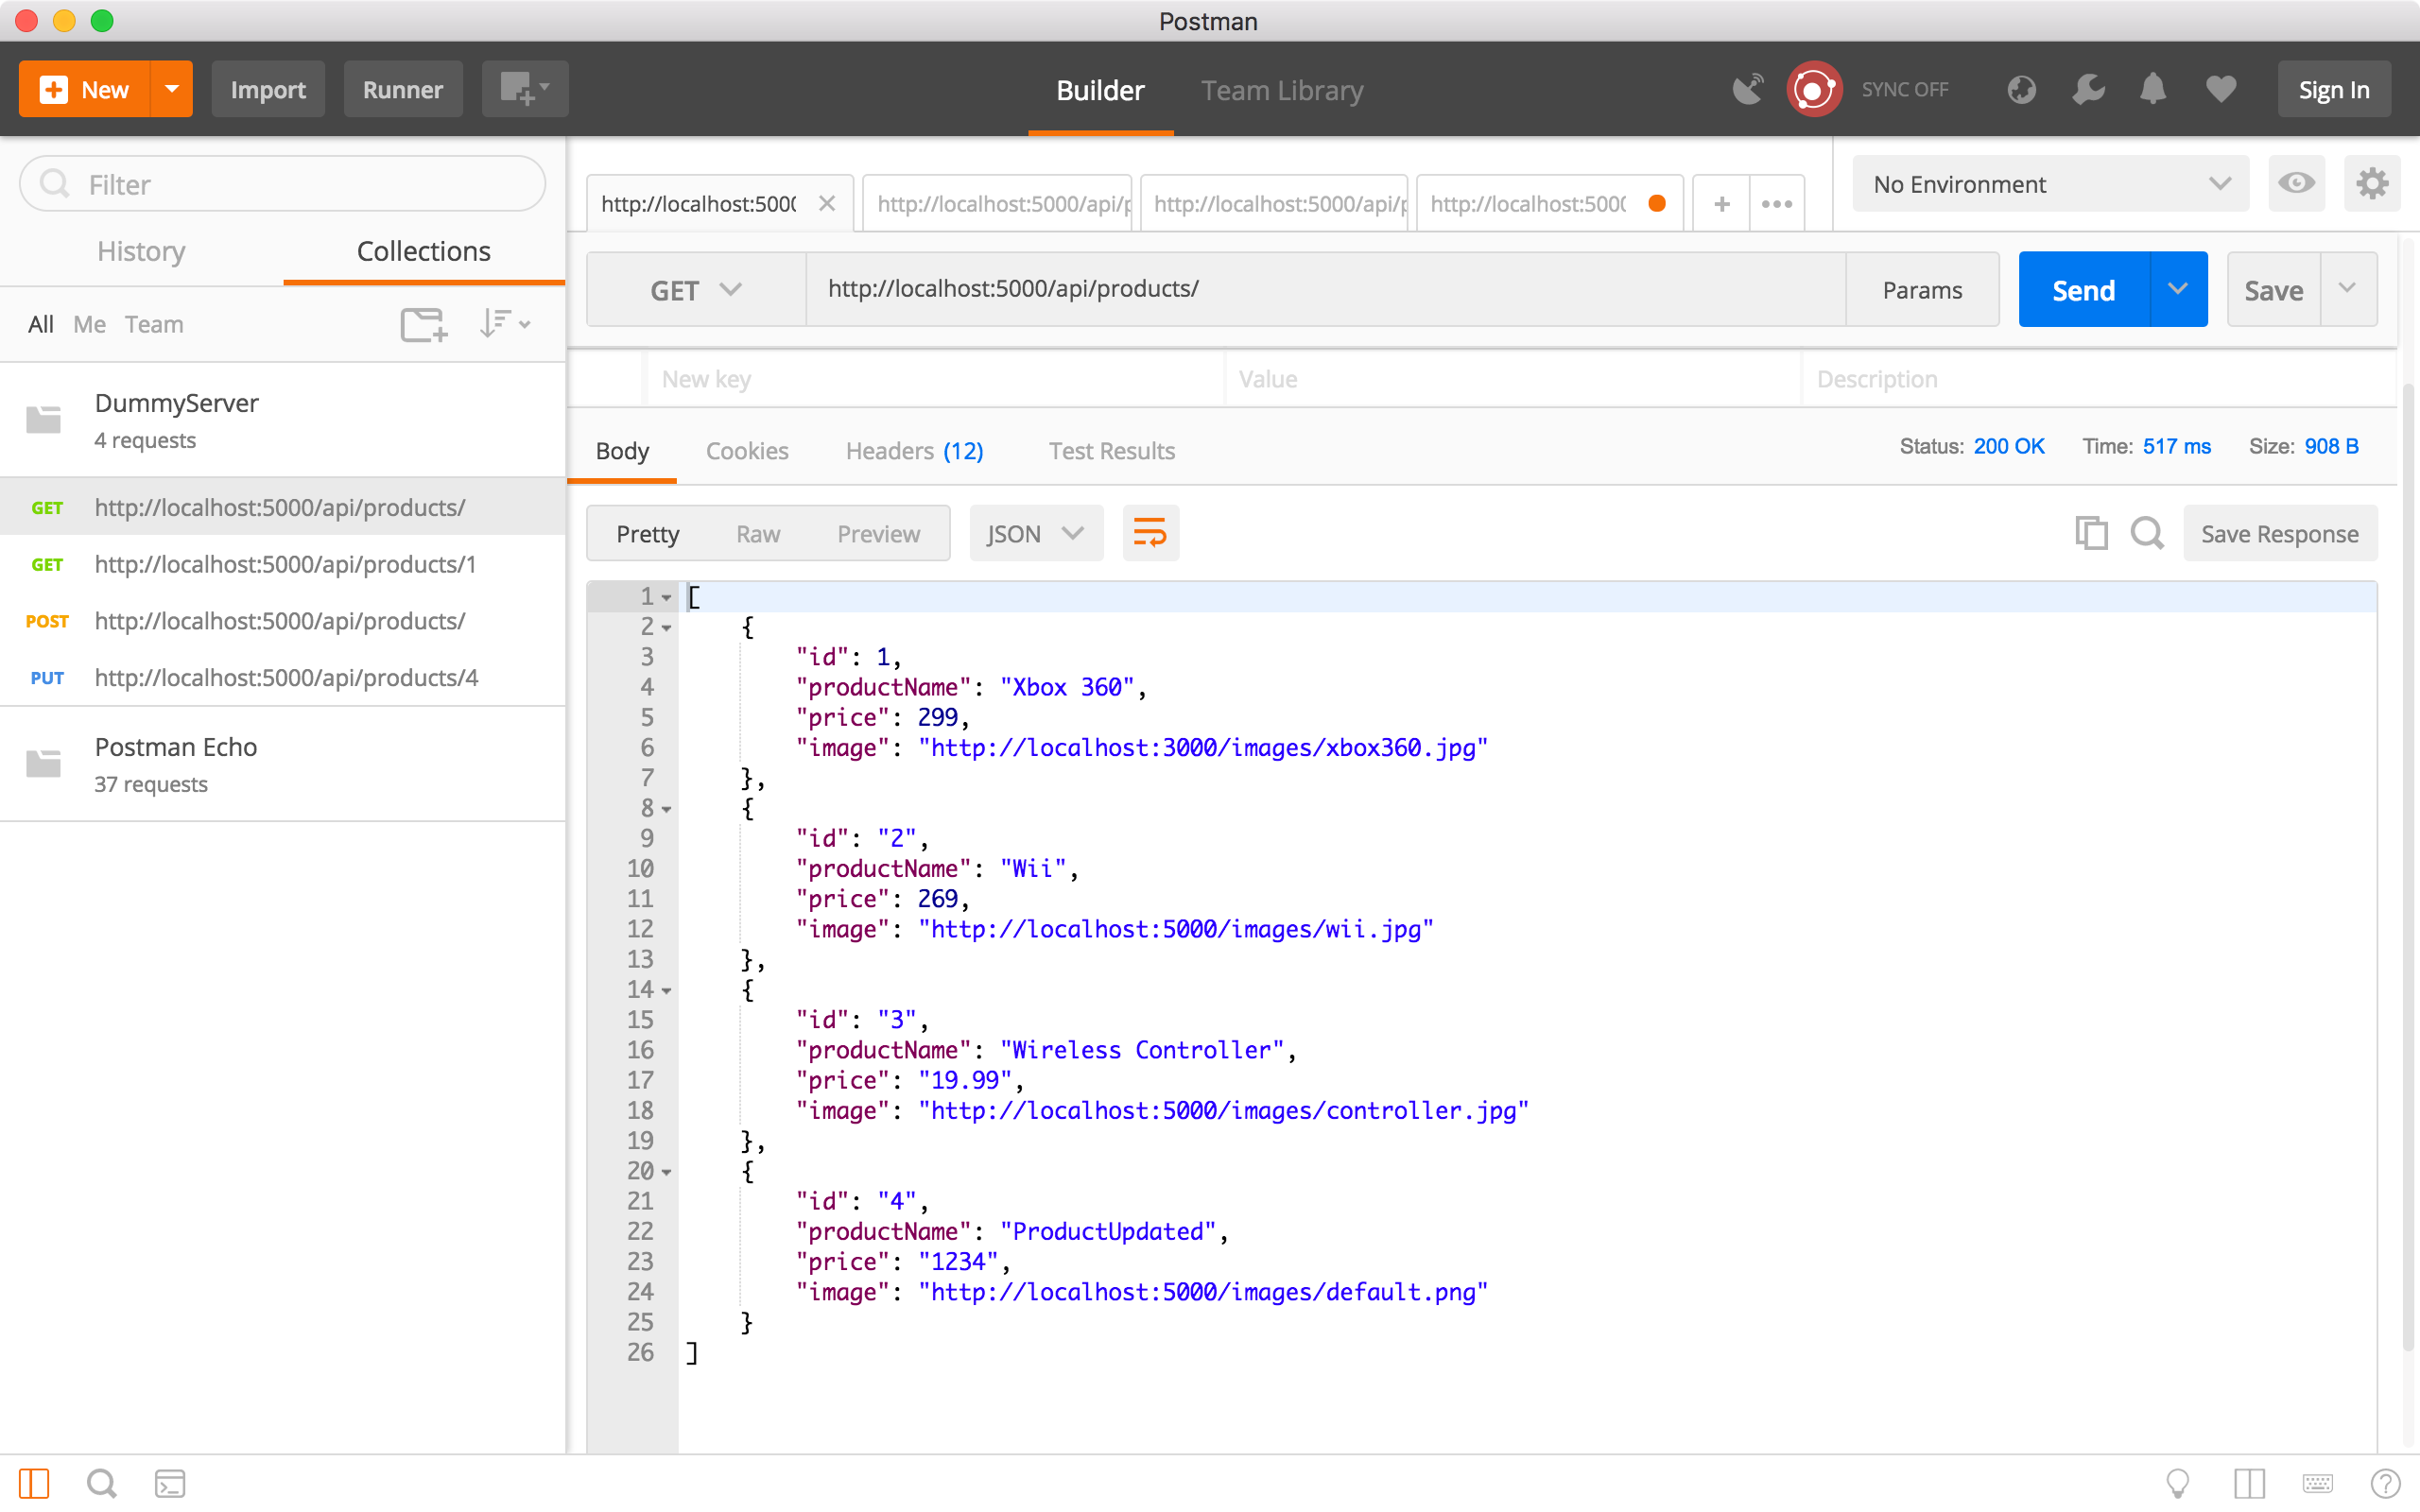 Postman
New
Import
Runner
Builder
Team Library
SYNC OFF
Sign In
Filter
History
Collections
All Me Team
DummyServer
4 requests
GET http://localhost:5000/api/products/
GET http://localhost:5000/api/products/1
POST http://localhost:5000/api/products/
PUT http://localhost:5000/api/products/4
Postman Echo
37 requests
http://localhost:500
http://localhost:5000/api/p
http://localhost:5000/api/p
http://localhost:500
No Environment
GET
http://localhost:5000/api/products/
Params
Send
Save
New key
Value
Description
Body
Cookies
Headers (12)
Test Results
Status: 200 OK
Time: 517 ms
Size: 908 B
Pretty
Raw
Preview
JSON
Save Response
1 [
2 {
3 "id": 1,
4 "productName": "Xbox 360",
5 "price": 299,
6 "image": "http://localhost:3000/images/xbox360.jpg"
7 },
8 {
9 "id": "2",
10 "productName": "Wii",
11 "price": 269,
12 "image": "http://localhost:5000/images/wii.jpg"
13 },
14 {
15 "id": "3",
16 "productName": "Wireless Controller",
17 "price": "19.99",
18 "image": "http://localhost:5000/images/controller.jpg"
19 },
20 {
21 "id": "4",
22 "productName": "ProductUpdated",
23 "price": "1234",
24 "image": "http://localhost:5000/images/default.png"
25 }
26 ]